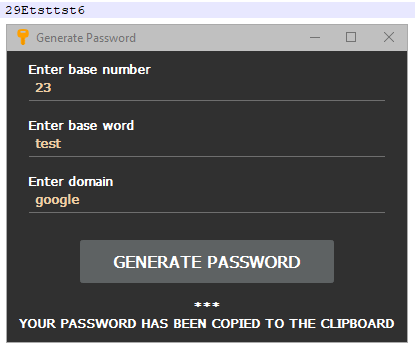 29Etsttst6
Generate Password
Enter base number
23
Enter base word
test
Enter domain
google
GENERATE PASSWORD
***
YOUR PASSWORD HAS BEEN COPIED TO THE CLIPBOARD